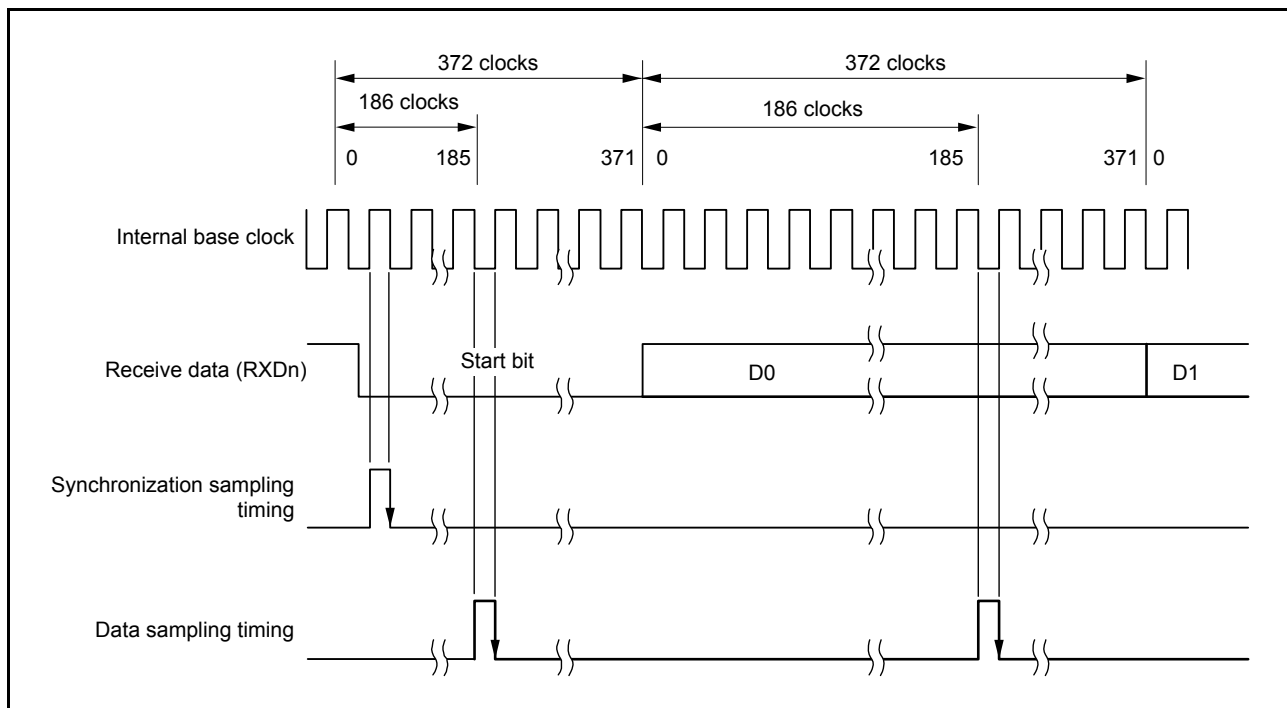 372 clocks
372 clocks
186 clocks
186 clocks
0
185
371
0
185
371
0
Internal base clock
Receive data (RXDn)
Start bit
D0
D1
Synchronization sampling
timing
Data sampling timing